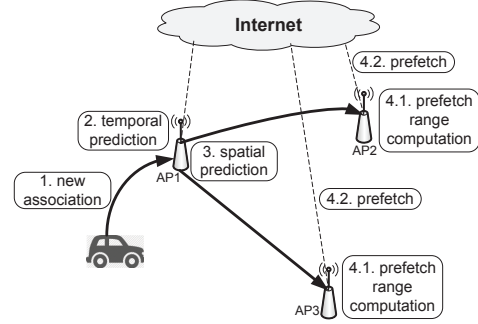 Internet
4.2. prefetch
2. temporal
prediction
4.1. prefetch
range
computation
AP2
3. spatial
prediction
AP1
1. new
association
4.2. prefetch
4.1. prefetch
range
computation
AP3